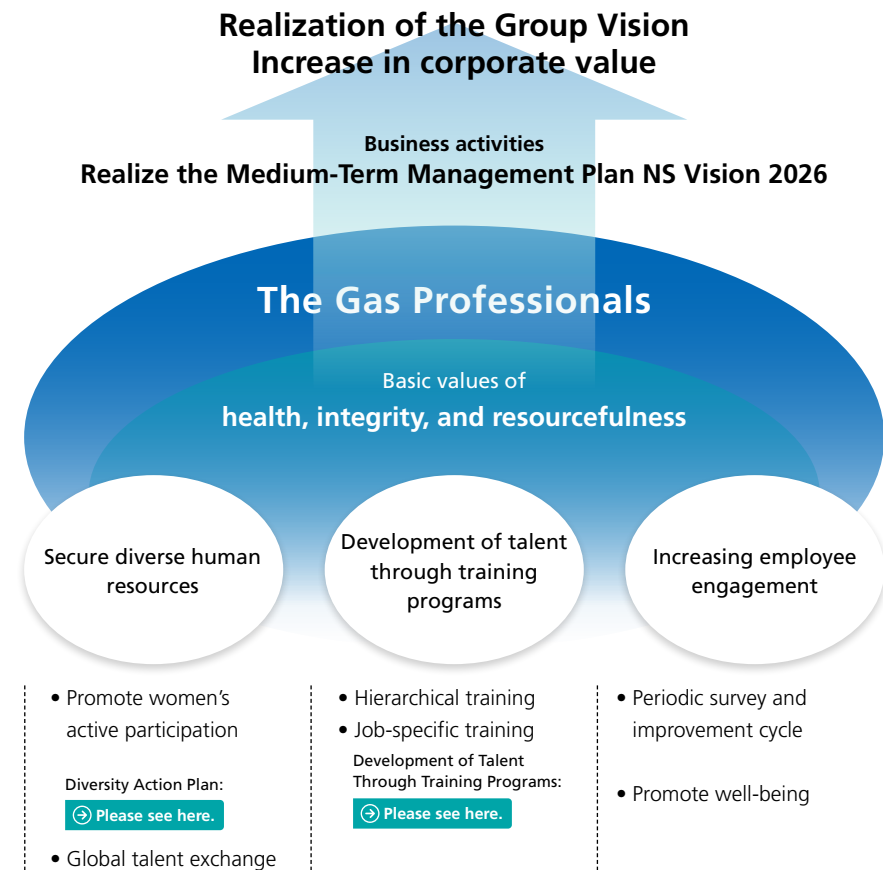 Realization of the Group Vision
Increase in corporate value
Business activities
Realize the Medium-Term Management Plan NS Vision 2026
The Gas Professionals
Basic values of
health, integrity, and resourcefulness
Secure diverse human
resources
Development of talent
through training
programs
Increasing employee
engagement
• Promote women’s
active participation
Diversity Action Plan:
Please see here.
• Global talent exchange
• Hierarchical training
• Job-specific training
Development of Talent
Through Training Programs:
Please see here.
• Periodic survey and
improvement cycle
• Promote well-being